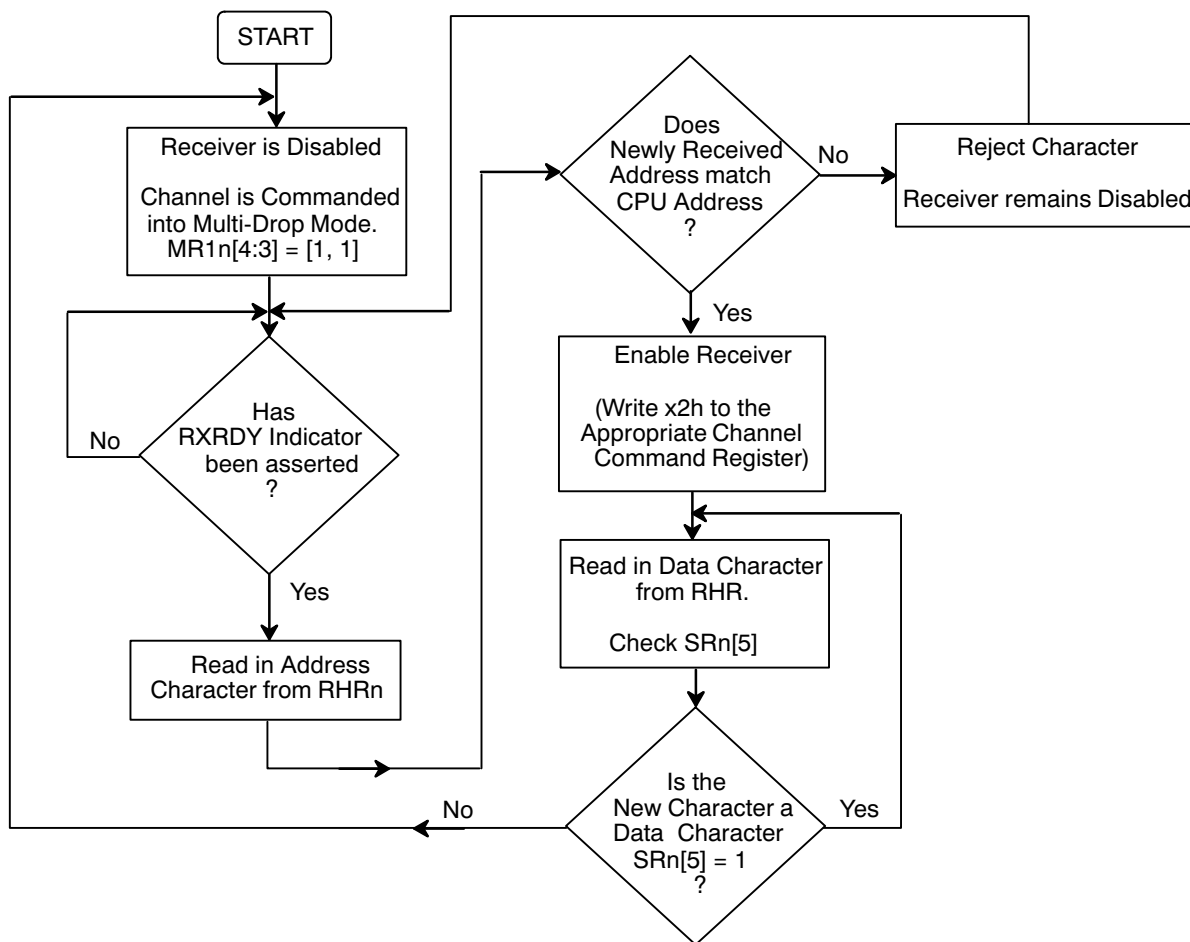 START
Receiver is Disabled
Channel is Commanded
into Multi-Drop Mode.
MR1n[4:3] = [1, 1]
Has
RXRDY Indicator
been asserted
?
No
Yes
Read in Address
Character from RHRn
Does
Newly Received
Address match
CPU Address
?
No
Reject Character
Receiver remains Disabled
Yes
Enable Receiver
(Write x2h to the
Appropriate Channel
Command Register)
Read in Data Character
from RHR.
Check SRn[5]
Is the
New Character a
Data Character
SRn[5] = 1
?
Yes
No